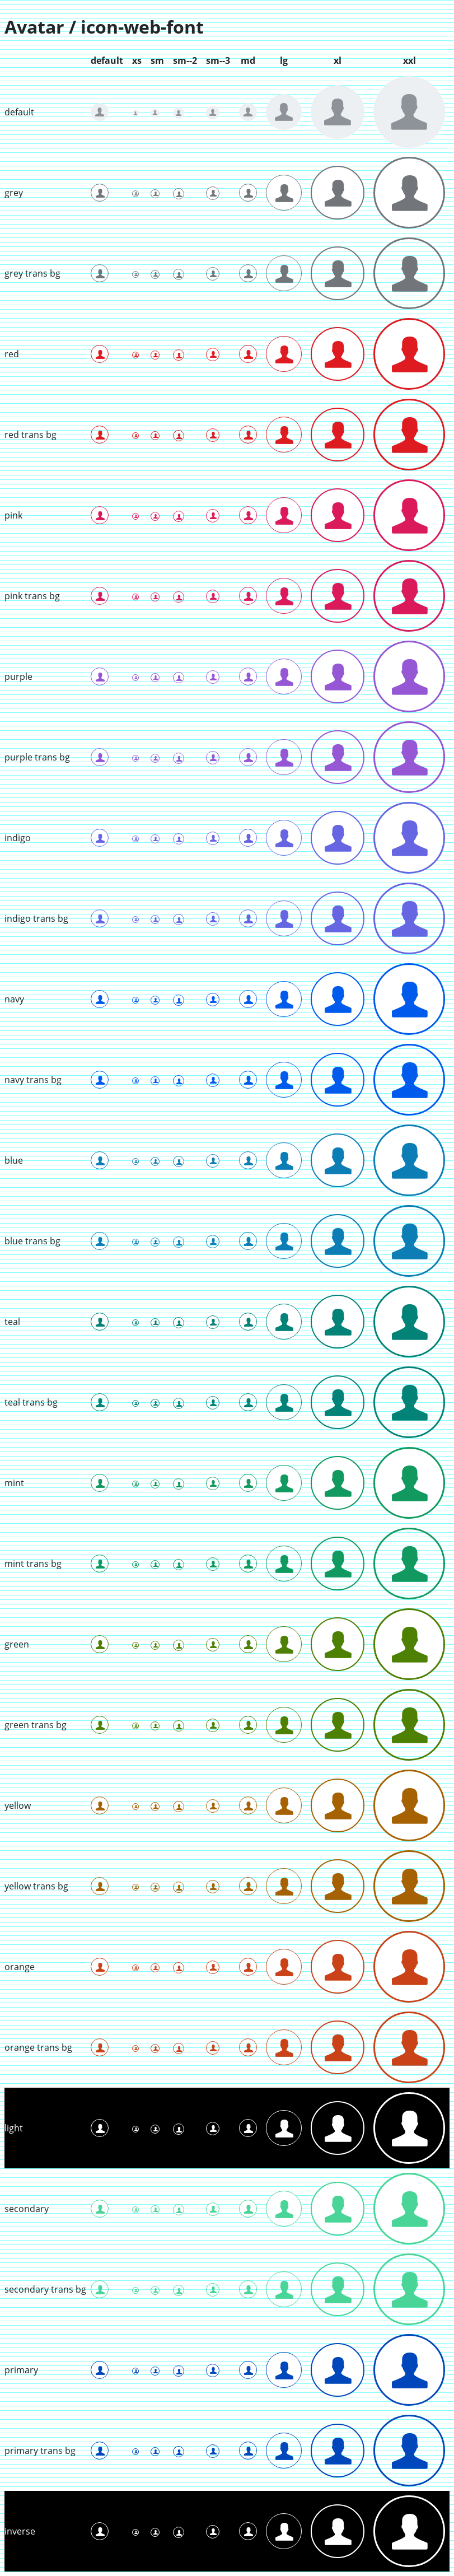 Avatar / icon-web-font
default xs sm sm--2 sm--3 md lg xl xxl
default
grey
grey trans bg
red
red trans bg
pink
pink trans bg
purple
purple trans bg
indigo
indigo trans bg
navy
navy trans bg
blue
blue trans bg
teal
teal trans bg
mint
mint trans bg
green
green trans bg
yellow
yellow trans bg
orange
orange trans bg
light
secondary
secondary trans bg
primary
primary trans bg
inverse